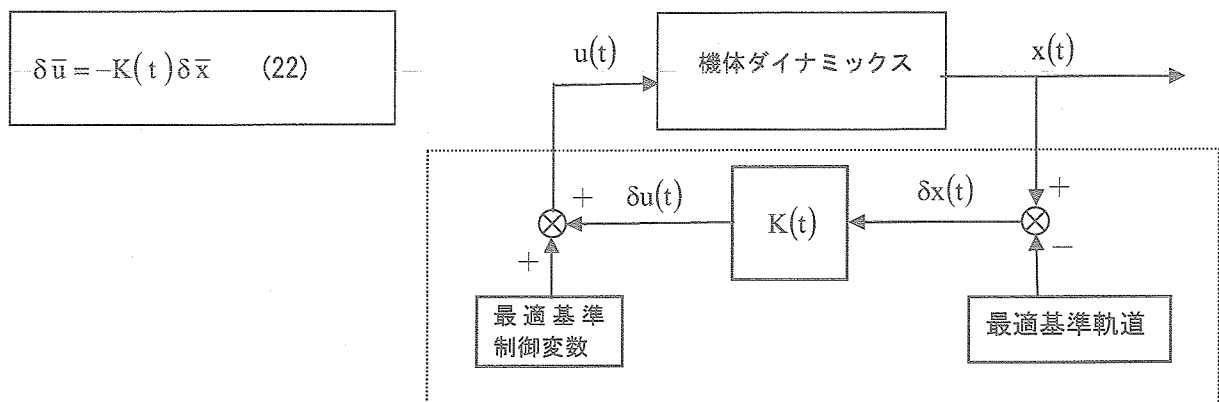 δū = −K(t)δx̄ (22)
u(t)
機体ダイナミックス
x(t)
+
δu(t)
K(t)
δx(t)
+
+
−
最適基準
制御変数
最適基準軌道